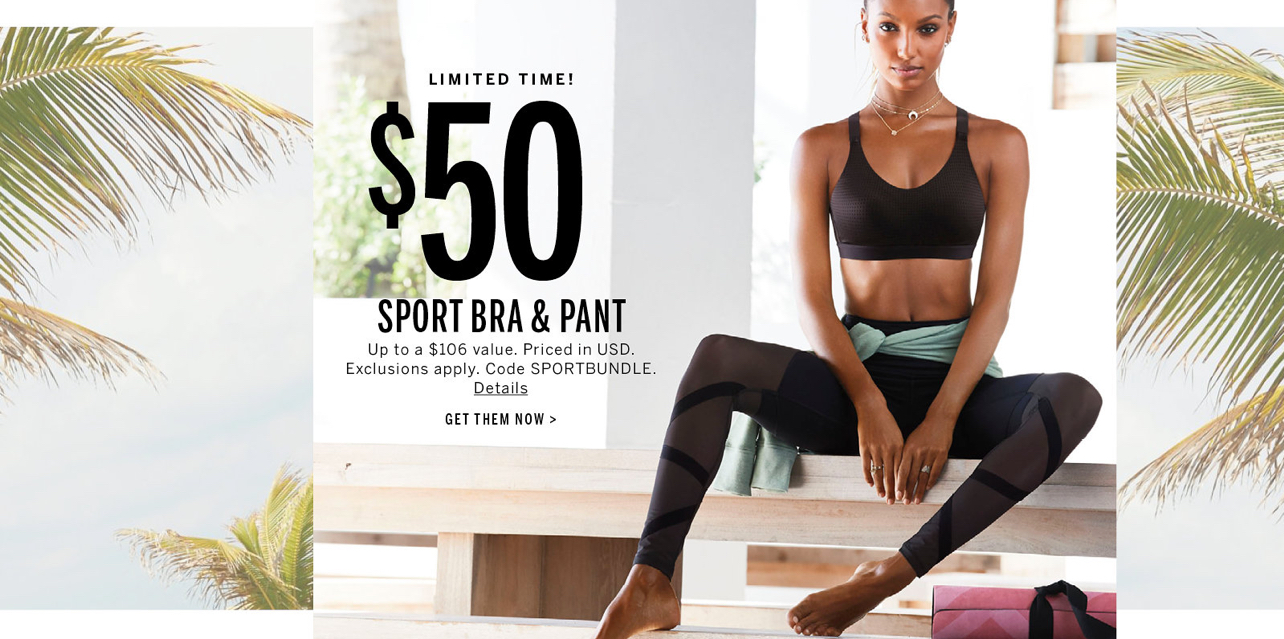 LIMITED TIME!
$50
SPORT BRA & PANT
Up to a $106 value. Priced in USD.
Exclusions apply. Code SPORTBUNDLE.
Details
GET THEM NOW >